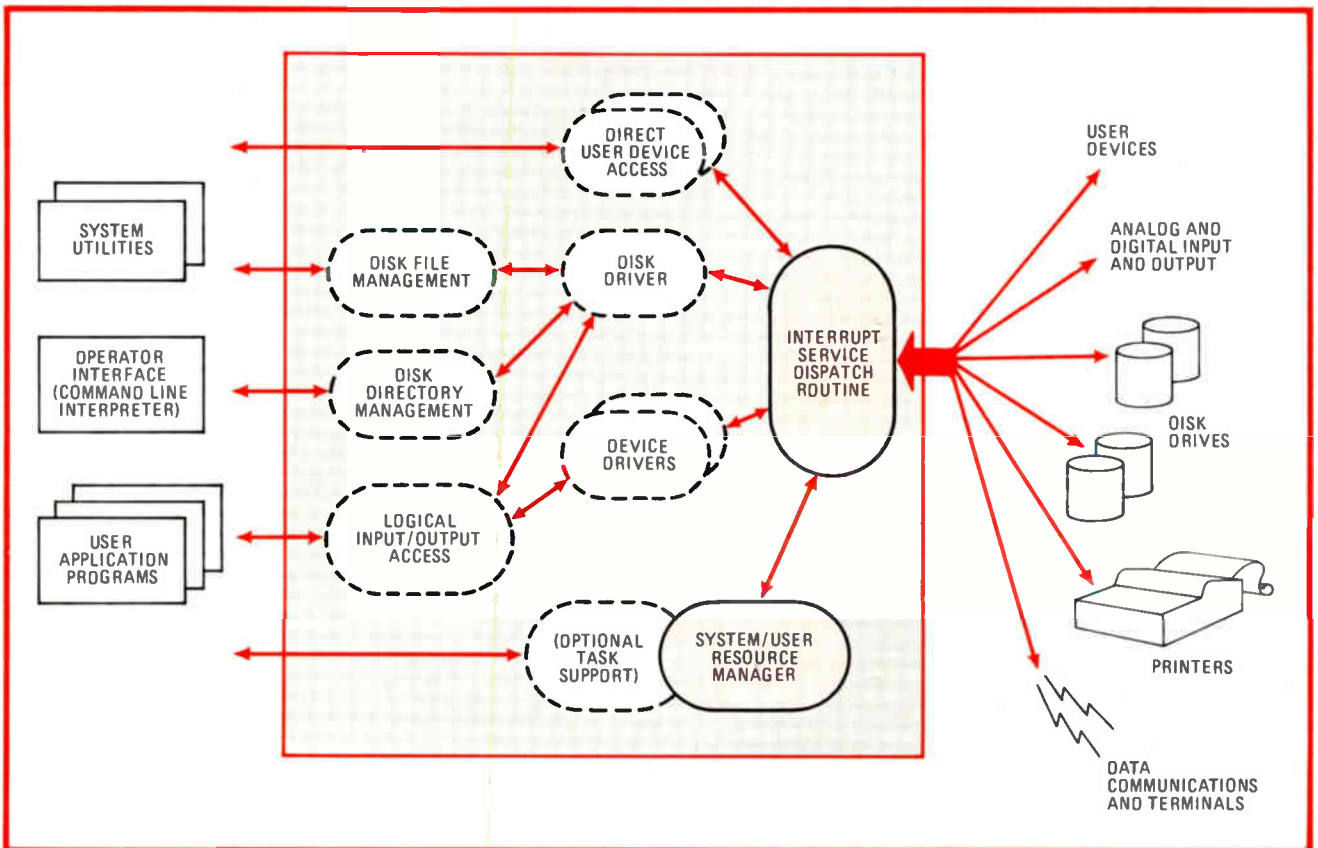 SYSTEM
UTILITIES
OPERATOR
INTERFACE
(COMMAND LINE
INTERPRETER)
USER
APPLICATION
PROGRAMS
DIRECT
USER DEVICE
ACCESS
DISK FILE
MANAGEMENT
DISK
DRIVER
DISK
DIRECTORY
MANAGEMENT
DEVICE
DRIVERS
LOGICAL
INPUT/OUTPUT
ACCESS
(OPTIONAL
TASK
SUPPORT)
SYSTEM/USER
RESOURCE
MANAGER
INTERRUPT
SERVICE
DISPATCH
ROUTINE
USER
DEVICES
ANALOG AND
DIGITAL INPUT
AND OUTPUT
DISK
DRIVES
PRINTERS
DATA
COMMUNICATIONS
AND TERMINALS